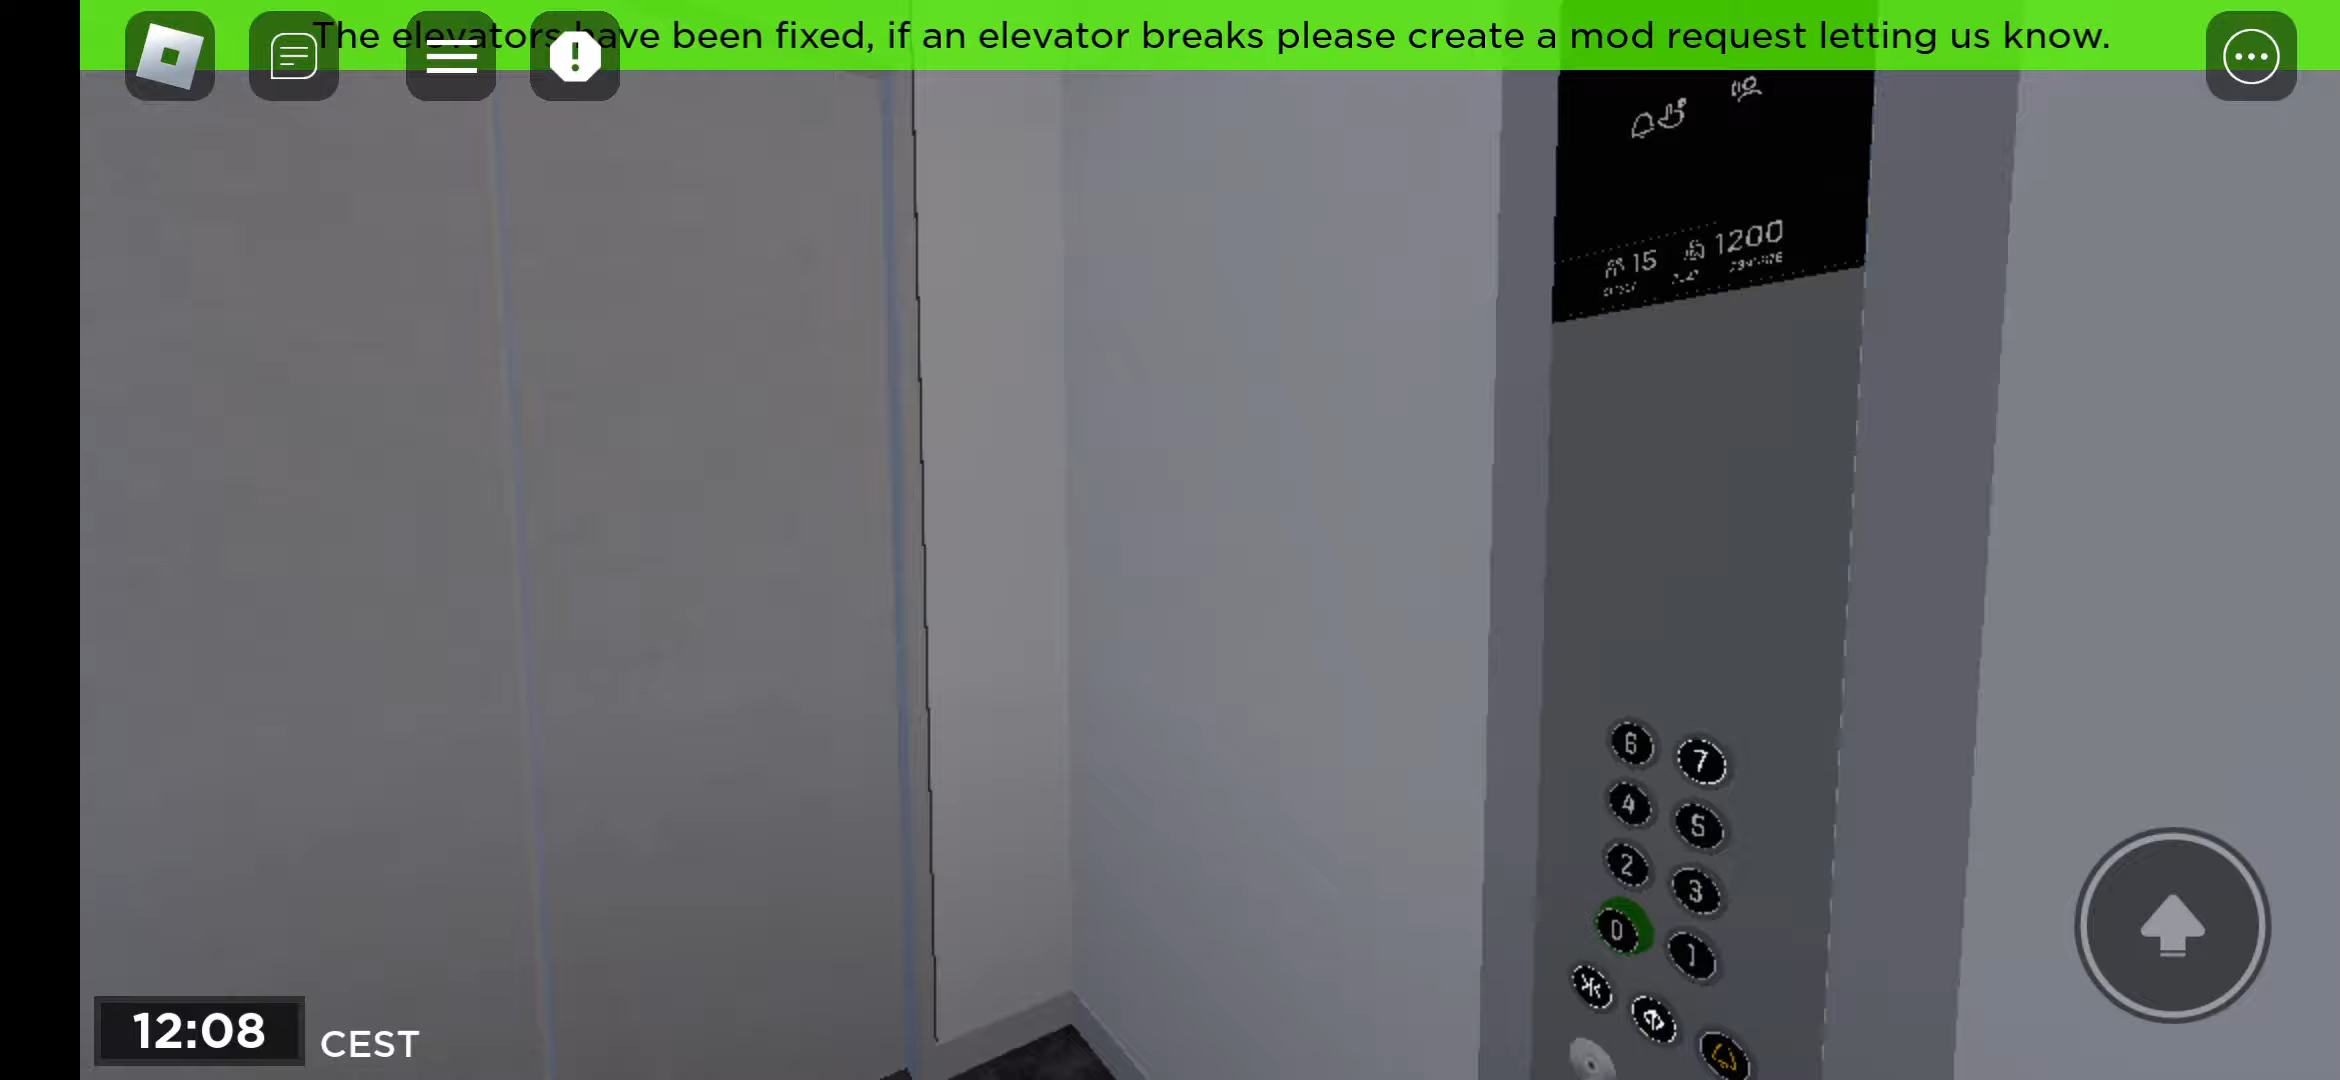 The elevators have been fixed, if an elevator breaks please create a mod request letting us know.
15 1200
6 7
4 5
2 3
0 1
12:08 CEST